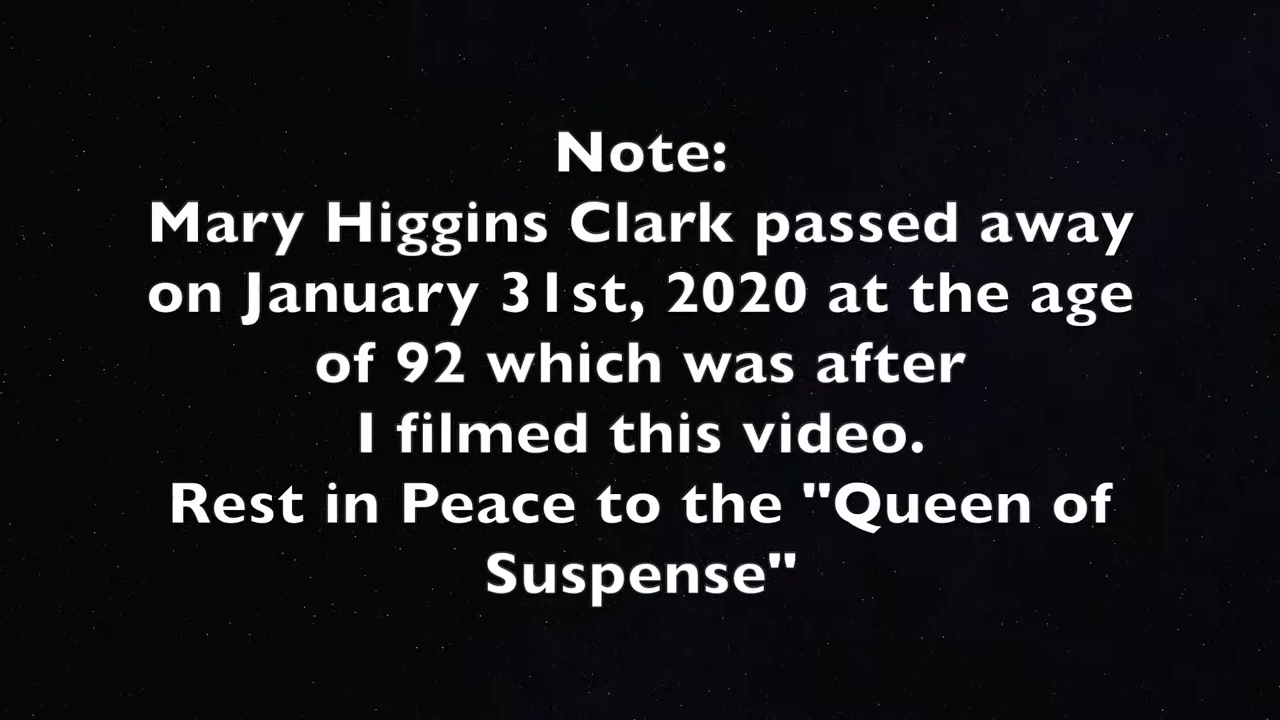 Note:
Mary Higgins Clark passed away
on January 31st, 2020 at the age
of 92 which was after
I filmed this video.
Rest in Peace to the "Queen of
Suspense"